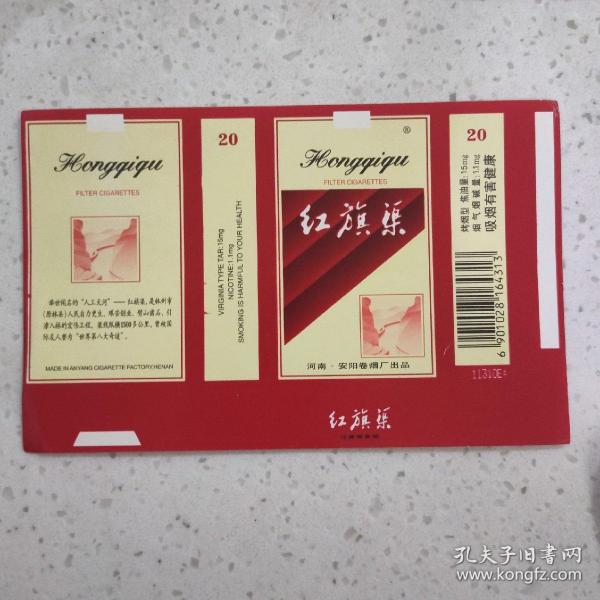 Hongqiqu
FILTER CIGARETTES
举世闻名的“人工天河”——红旗渠，是林州市
（原林县）人民自力更生，艰苦创业，劈山凿石，引
漳入林的宏伟工程。渠线纵横1500多公里，曾被国
际友人誉为“世界第八大奇迹”。
MADE IN ANYANG CIGARETTE FACTORY,HENAN
20
VIRGINIA TYPE TAR:15mg
NICOTINE:1.1mg
SMOKING IS HARMFUL TO YOUR HEALTH
®
Hongqiqu
FILTER CIGARETTES
红旗渠
河南·安阳卷烟厂出品
红旗渠
20
烤烟型 焦油量:15mg
烟气烟碱量:1.1mg
吸烟有害健康
6 901028 164313
孔夫子旧书网
www.kongfz.com